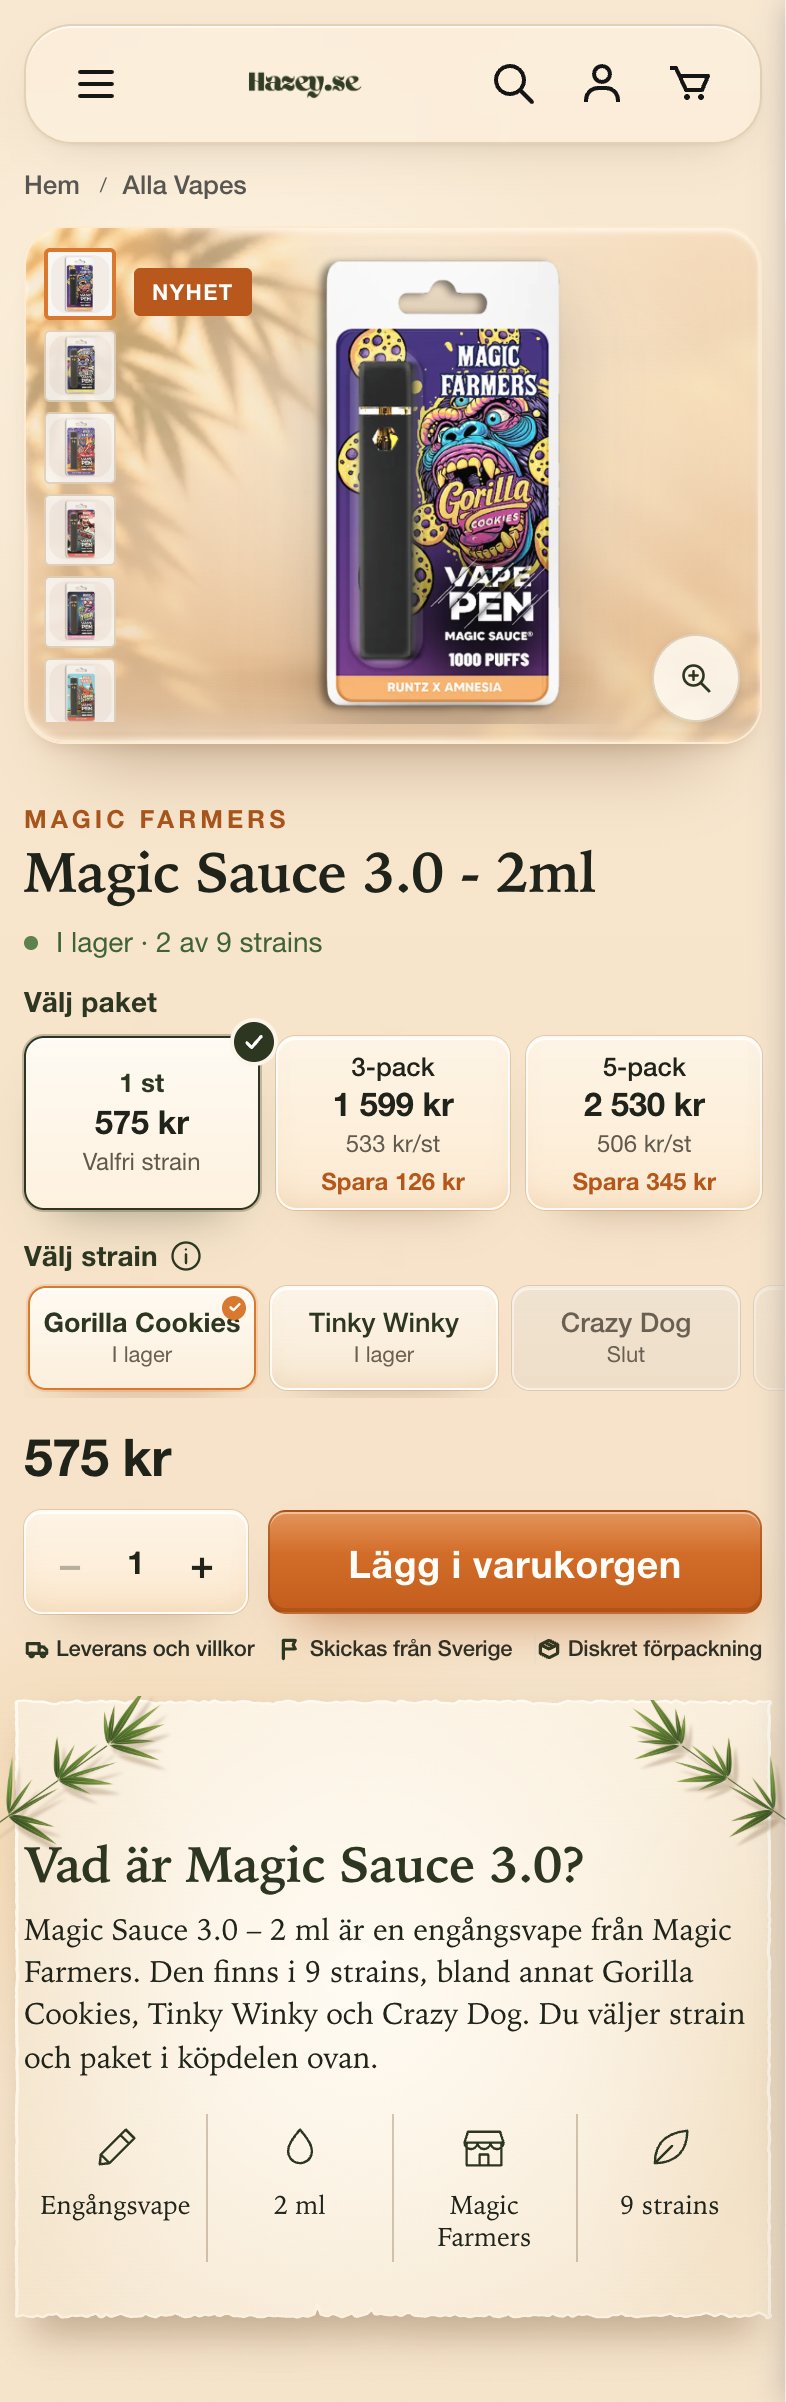 Hazey.se
Hem / Alla Vapes
NYHET
MAGIC
FARMERS
Gorilla
COOKIES
VAPE
PEN
MAGIC SAUCE®
1000 PUFFS
RUNTZ X AMNESIA
MAGIC FARMERS
Magic Sauce 3.0 - 2ml
I lager · 2 av 9 strains
Välj paket
1 st
575 kr
Valfri strain
3-pack
1 599 kr
533 kr/st
Spara 126 kr
5-pack
2 530 kr
506 kr/st
Spara 345 kr
Välj strain
Gorilla Cookies
I lager
Tinky Winky
I lager
Crazy Dog
Slut
575 kr
− 1 +
Lägg i varukorgen
Leverans och villkor
Skickas från Sverige
Diskret förpackning
Vad är Magic Sauce 3.0?
Magic Sauce 3.0 – 2 ml är en engångsvape från Magic
Farmers. Den finns i 9 strains, bland annat Gorilla
Cookies, Tinky Winky och Crazy Dog. Du väljer strain
och paket i köpdelen ovan.
Engångsvape
2 ml
Magic
Farmers
9 strains